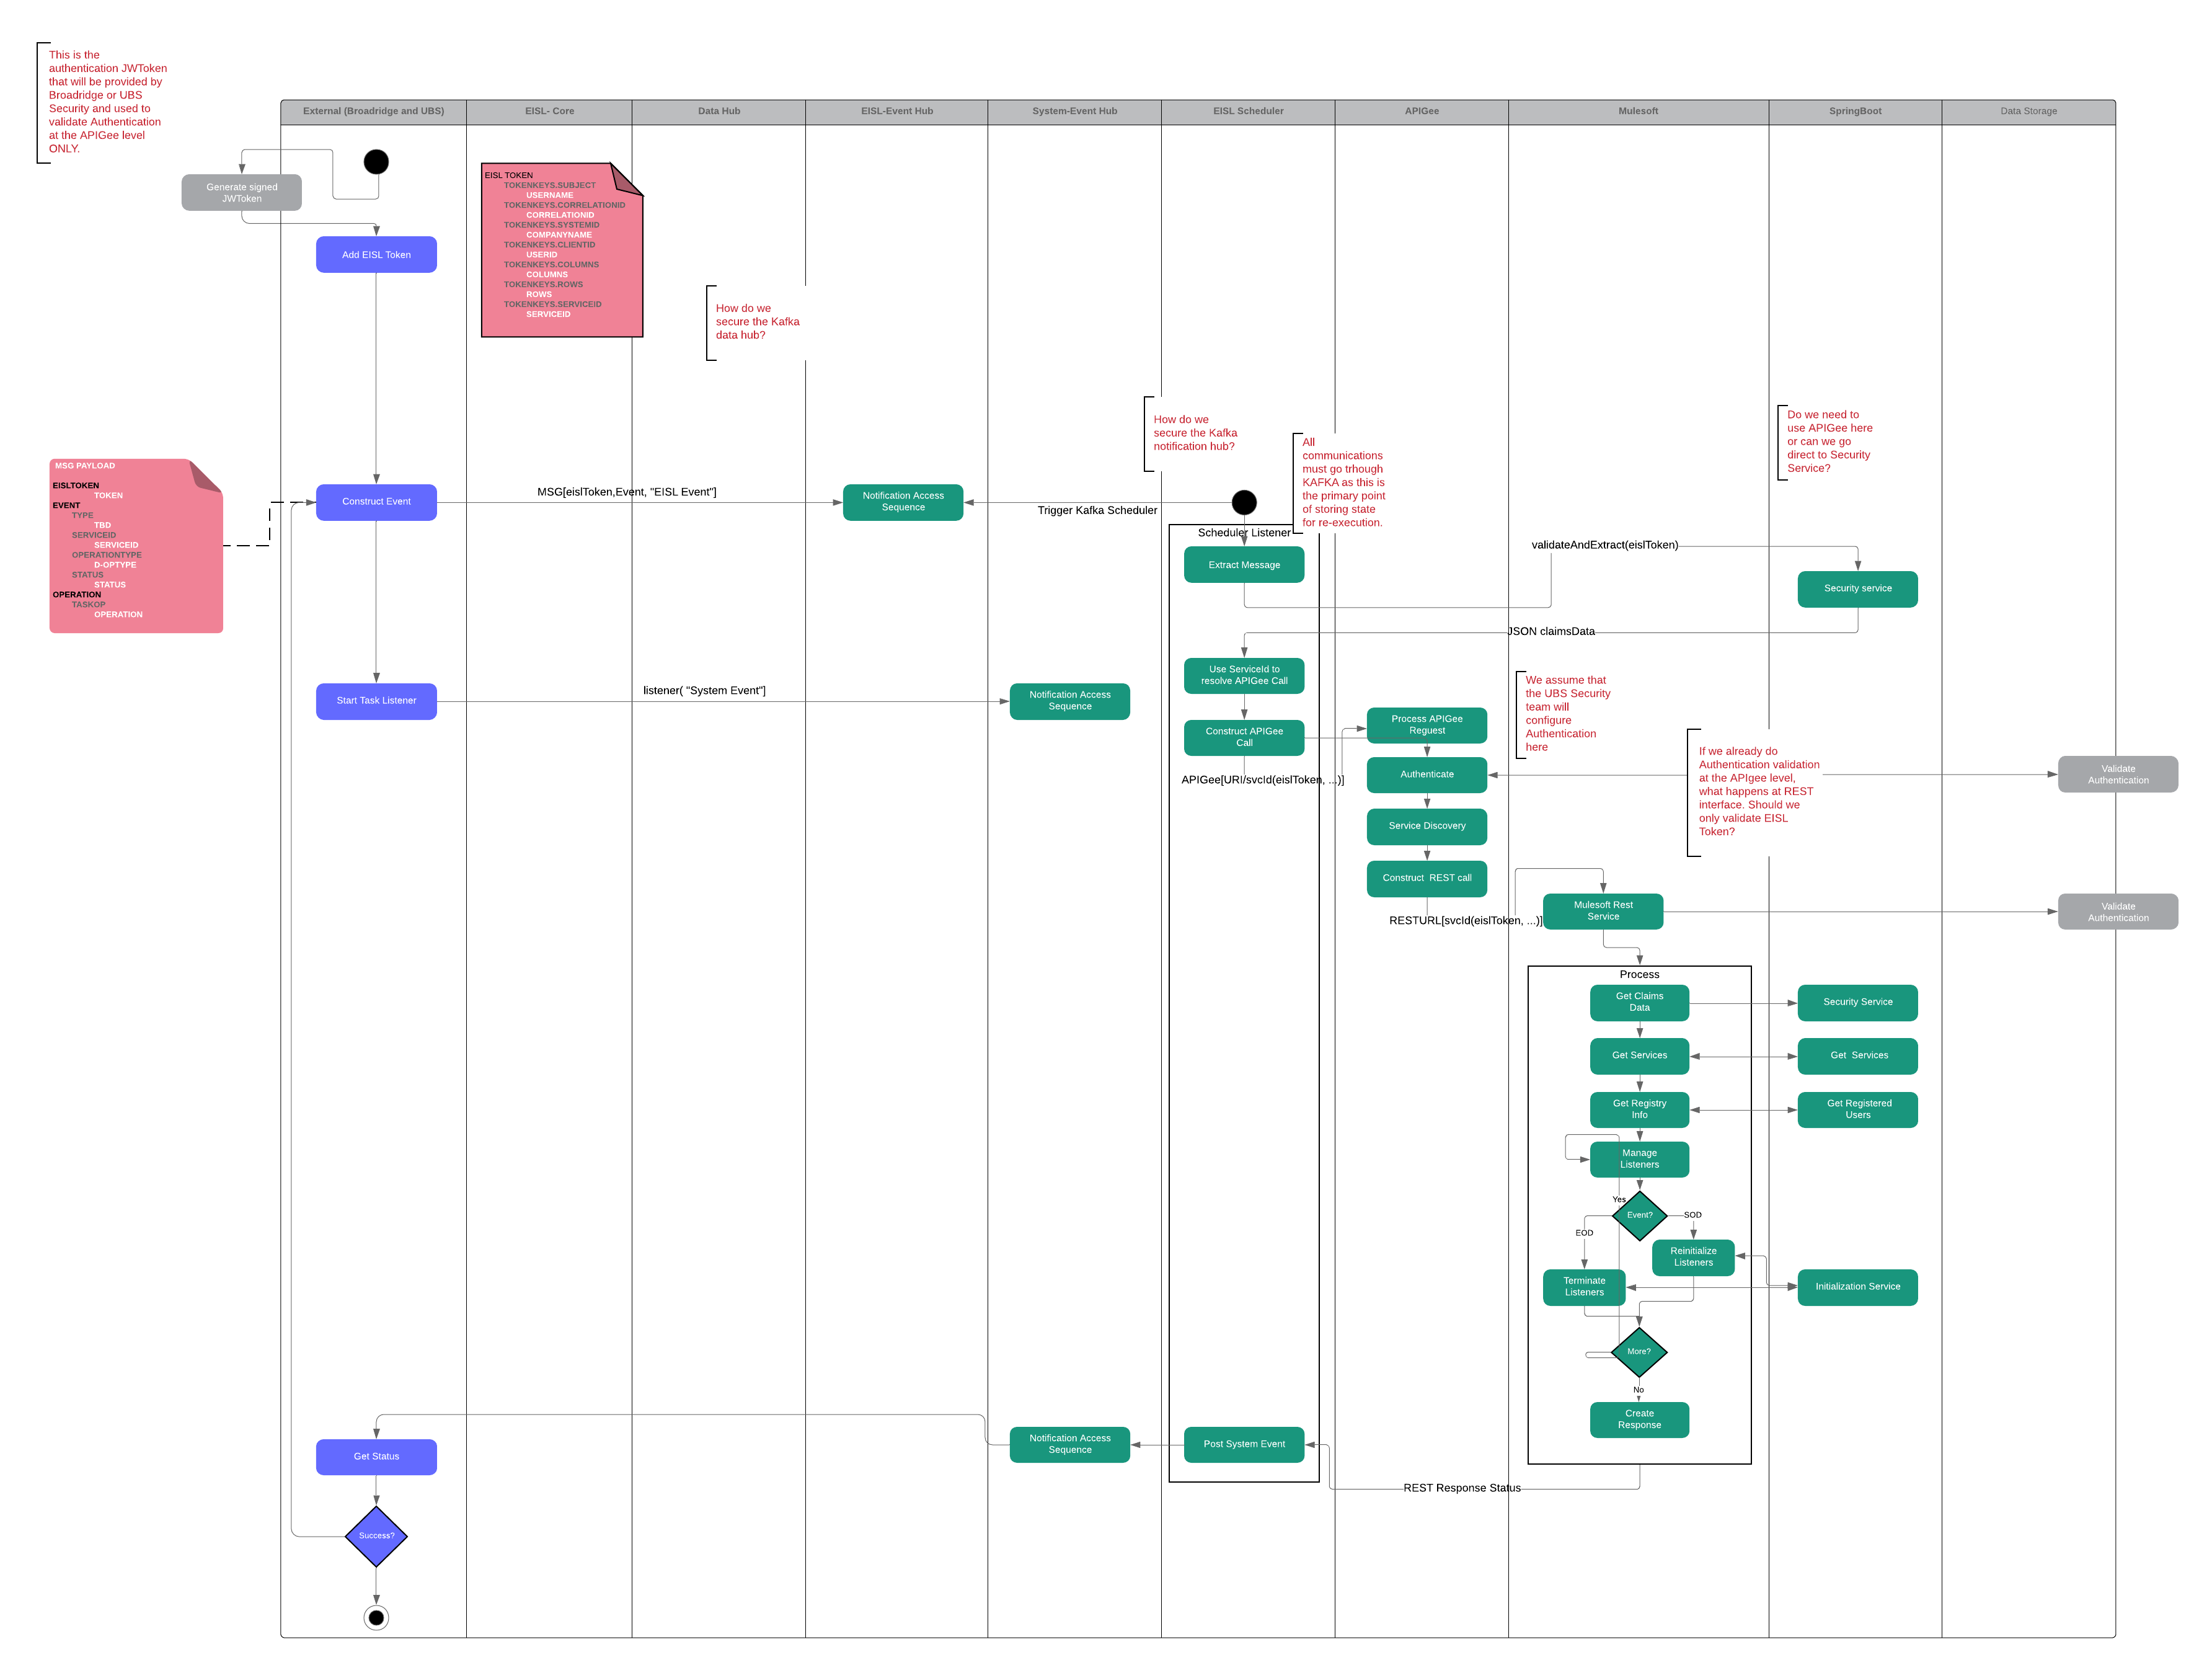 This is the
authentication JWToken
that will be provided by
Broadridge or UBS
Security and used to
validate Authentication
at the APIGee level
ONLY.
External (Broadridge and UBS)
EISL- Core
Data Hub
EISL-Event Hub
System-Event Hub
EISL Scheduler
APIGee
Mulesoft
SpringBoot
Data Storage
Generate signed
JWToken
Add EISL Token
EISL TOKEN
TOKENKEYS.SUBJECT
USERNAME
TOKENKEYS.CORRELATIONID
CORRELATIONID
TOKENKEYS.SYSTEMID
COMPANYNAME
TOKENKEYS.CLIENTID
USERID
TOKENKEYS.COLUMNS
COLUMNS
TOKENKEYS.ROWS
ROWS
TOKENKEYS.SERVICEID
SERVICEID
How do we
secure the Kafka
data hub?
How do we
secure the Kafka
notification hub?
All
communications
must go trhough
KAFKA as this is
the primary point
of storing state
for re-execution.
Do we need to
use APIGee here
or can we go
direct to Security
Service?
MSG PAYLOAD
EISLTOKEN
TOKEN
EVENT
TYPE
TBD
SERVICEID
SERVICEID
OPERATIONTYPE
D-OPTYPE
STATUS
STATUS
OPERATION
TASKOP
OPERATION
Construct Event
MSG[eislToken,Event, "EISL Event"]
Notification Access
Sequence
Trigger Kafka Scheduler
Scheduler Listener
Extract Message
validateAndExtract(eislToken)
Security service
JSON claimsData
Use ServiceId to
resolve APIGee Call
Start Task Listener
listener( "System Event"]
Notification Access
Sequence
Construct APIGee
Call
APIGee[URI/svcId(eislToken, ...)]
Process APIGee
Reguest
Authenticate
Service Discovery
Construct  REST call
RESTURL[svcId(eislToken, ...)]
We assume that
the UBS Security
team will
configure
Authentication
here
If we already do
Authentication validation
at the APIgee level,
what happens at REST
interface. Should we
only validate EISL
Token?
Validate
Authentication
Mulesoft Rest
Service
Validate
Authentication
Process
Get Claims
Data
Security Service
Get Services
Get  Services
Get Registry
Info
Get Registered
Users
Manage
Listeners
Yes
Event?
SOD
EOD
Reinitialize
Listeners
Terminate
Listeners
Initialization Service
More?
No
Create
Response
Get Status
Notification Access
Sequence
Post System Event
REST Response Status
Success?